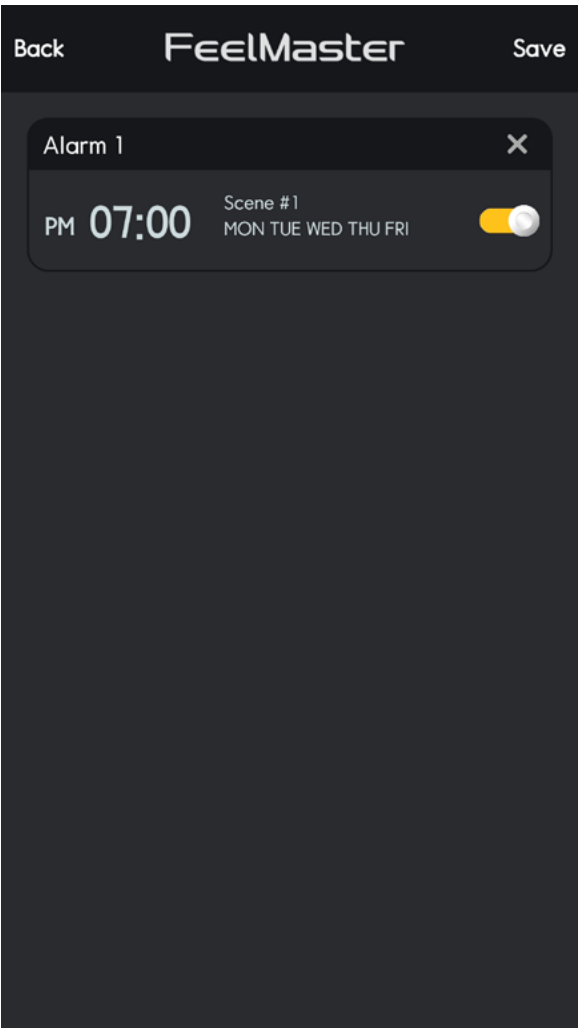 Back FeelMaster Save
Alarm 1
PM 07:00
Scene #1
MON TUE WED THU FRI